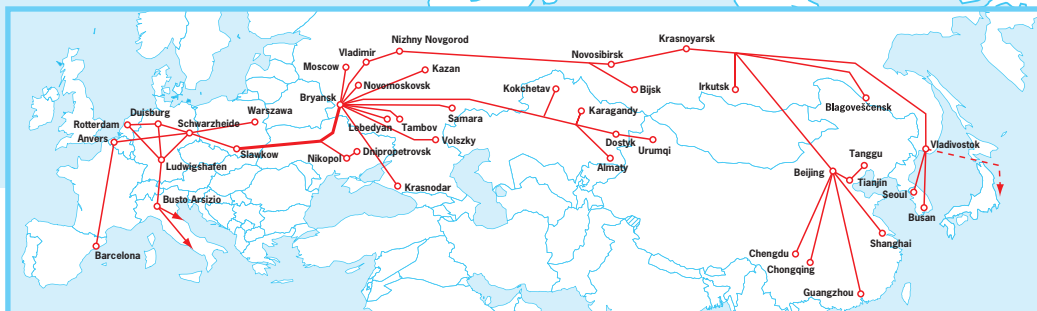 Nizhny Novgorod
Krasnoyarsk
Vladimir
Novosibirsk
Moscow
Kazan
Novomoskovsk
Kokchetav
Bijsk
Irkutsk
Bryansk
Karagandy
Blagovescensk
Duisburg
Warszawa
Samara
Rotterdam
Schwarzheide
Lebedyan
Tambov
Anvers
Volszky
Dostyk
Urumqi
Vladivostok
Slawkow
Dnipropetrovsk
Nikopol
Tanggu
Ludwigshafen
Almaty
Beijing
Tianjin
Krasnodar
Seoul
Busto Arsizio
Busan
Shanghai
Barcelona
Chengdu
Chongqing
Guangzhou